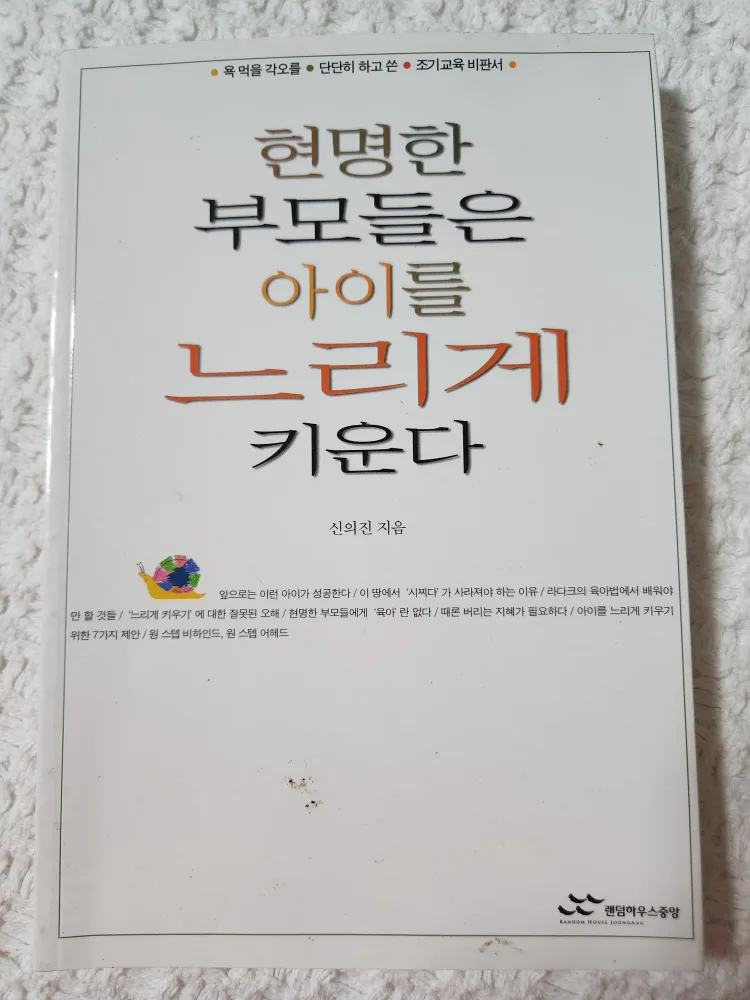 • 욕 먹을 각오를 • 단단히 하고 쓴 • 조기교육 비판서 •
현명한
부모들은
아이를
느리게
키운다
신의진 지음
앞으로는 이런 아이가 성공한다 / 이 땅에서 '시찌다' 가 사라져야 하는 이유 / 라다크의 육아법에서 배워야
만 할 것들 / '느리게 키우기' 에 대한 잘못된 오해 / 현명한 부모들에게 '육아' 란 없다 / 때론 버리는 지혜가 필요하다 / 아이를 느리게 키우기
위한 7가지 제안 / 원 스텝 비하인드, 원 스텝 어헤드
랜덤하우스중앙
RANDOM HOUSE JOONGANG